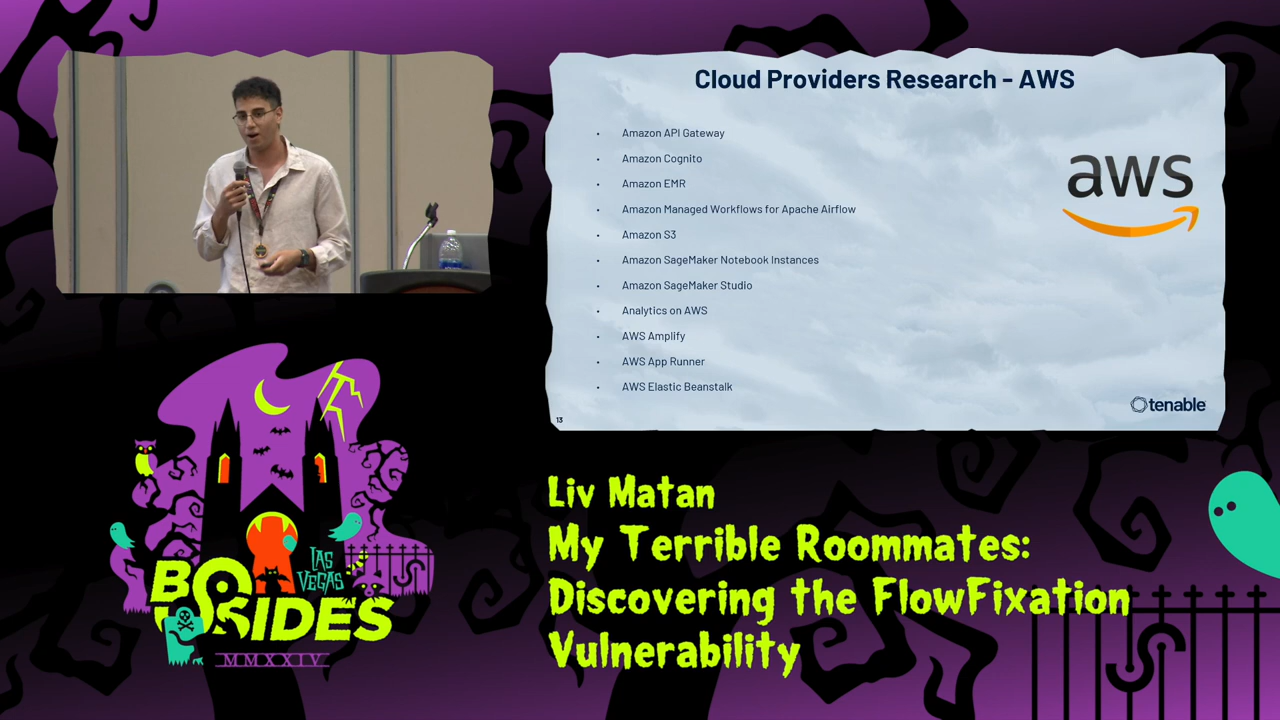 Cloud Providers Research - AWS
• Amazon API Gateway
• Amazon Cognito
• Amazon EMR
• Amazon Managed Workflows for Apache Airflow
• Amazon S3
• Amazon SageMaker Notebook Instances
• Amazon SageMaker Studio
• Analytics on AWS
• AWS Amplify
• AWS App Runner
• AWS Elastic Beanstalk
aws
tenable
13
LAS
VEGAS
BSIDES
MMXXIV
Liv Matan
My Terrible Roommates:
Discovering the FlowFixation
Vulnerability